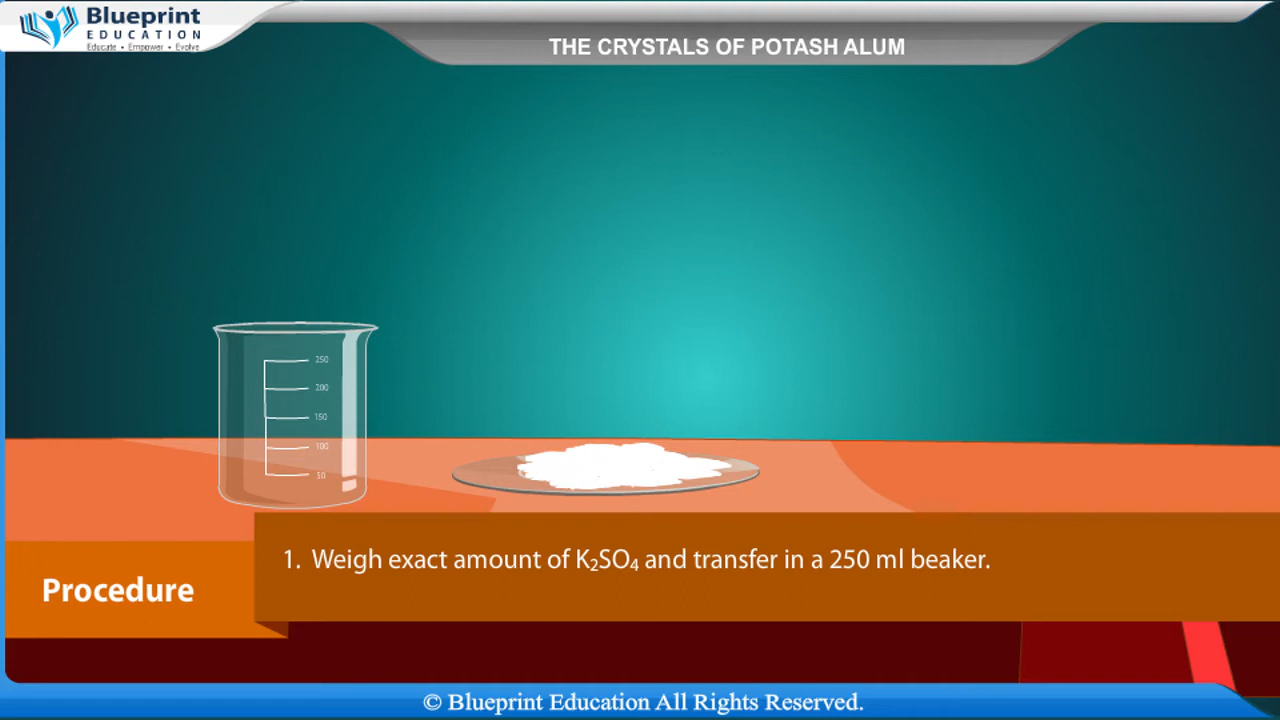 Blueprint
EDUCATION
Educate • Empower • Evolve
THE CRYSTALS OF POTASH ALUM
250
200
150
100
50
1. Weigh exact amount of K₂SO₄ and transfer in a 250 ml beaker.
Procedure
© Blueprint Education All Rights Reserved.